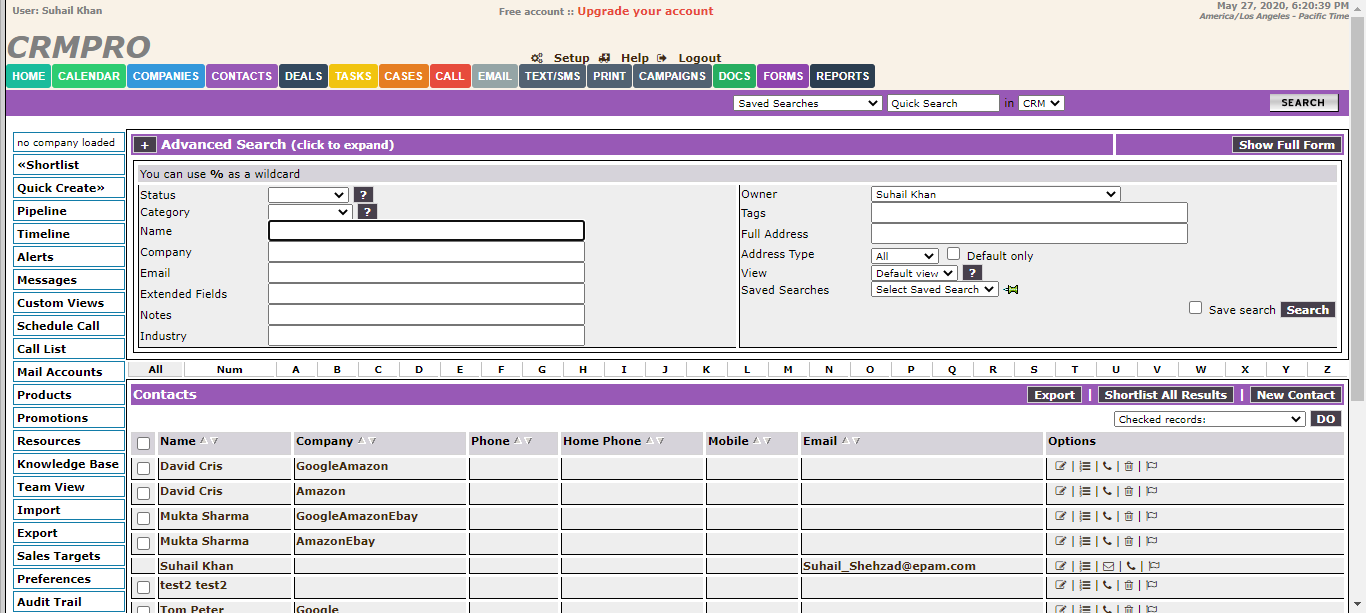 User: Suhail Khan
Free account :: Upgrade your account
May 27, 2020, 6:20:39 PM
America/Los Angeles - Pacific Time
CRMPRO
Setup Help Logout
HOME CALENDAR COMPANIES CONTACTS DEALS TASKS CASES CALL EMAIL TEXT/SMS PRINT CAMPAIGNS DOCS FORMS REPORTS
Saved Searches Quick Search in CRM SEARCH
no company loaded
«Shortlist
Quick Create»
Pipeline
Timeline
Alerts
Messages
Custom Views
Schedule Call
Call List
Mail Accounts
Products
Promotions
Resources
Knowledge Base
Team View
Import
Export
Sales Targets
Preferences
Audit Trail
+ Advanced Search (click to expand) Show Full Form
You can use % as a wildcard
Status ?
Category ?
Name
Company
Email
Extended Fields
Notes
Industry
Owner Suhail Khan
Tags
Full Address
Address Type All Default only
View Default view ?
Saved Searches Select Saved Search
Save search Search
All Num A B C D E F G H I J K L M N O P Q R S T U V W X Y Z
Contacts Export | Shortlist All Results | New Contact
Checked records: DO
Name Company Phone Home Phone Mobile Email Options
David Cris GoogleAmazon | | | |
David Cris Amazon | | | |
Mukta Sharma GoogleAmazonEbay | | | |
Mukta Sharma AmazonEbay | | | |
Suhail Khan Suhail_Shehzad@epam.com | | | |
test2 test2 | | | |
Tom Peter Google | | | |